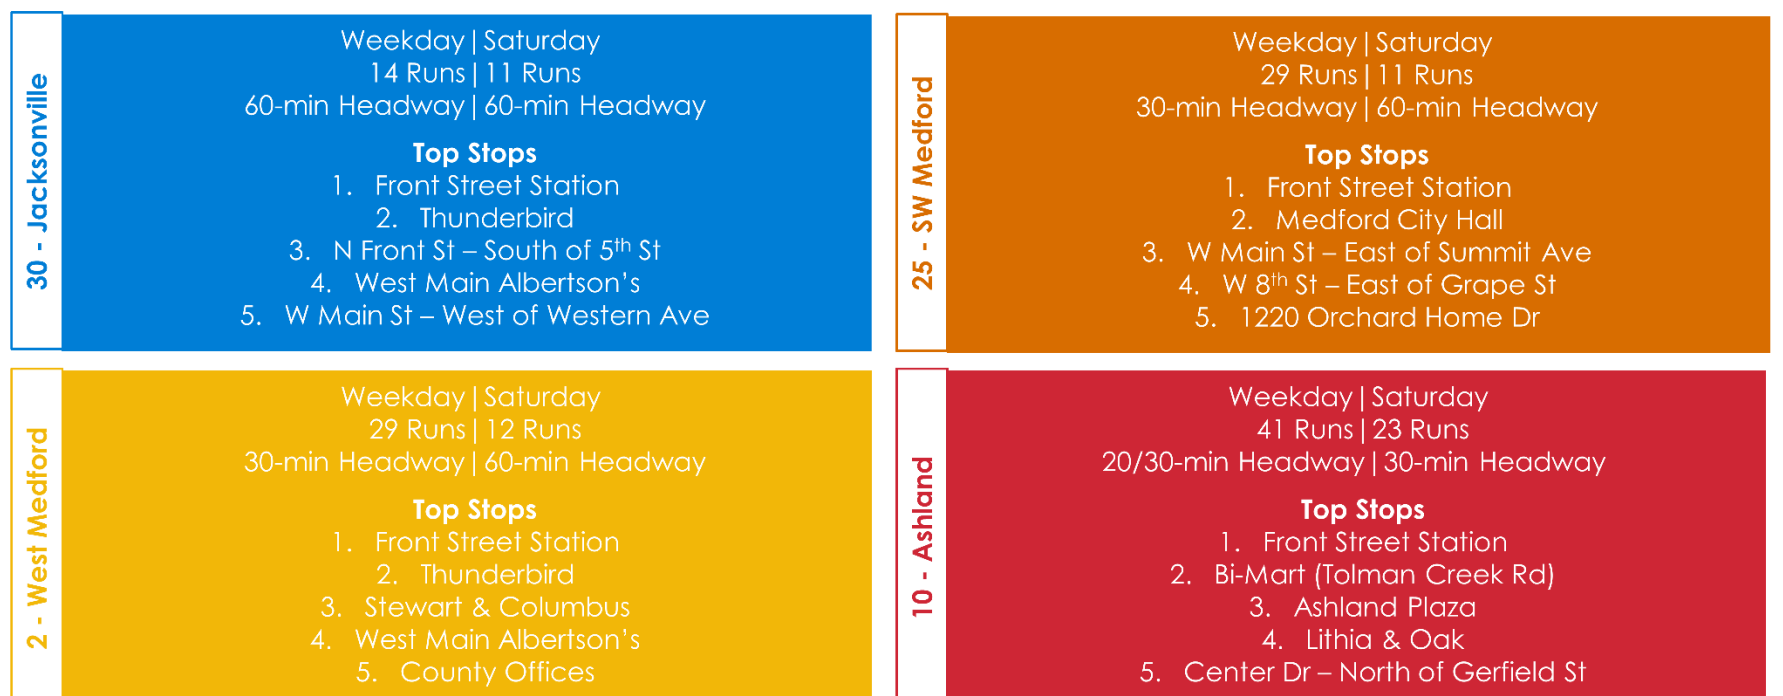 30 - Jacksonville
Weekday|Saturday
14 Runs|11 Runs
60-min Headway|60-min Headway
Top Stops
1. Front Street Station
2. Thunderbird
3. N Front St – South of 5th St
4. West Main Albertson's
5. W Main St – West of Western Ave
25 - SW Medford
Weekday|Saturday
29 Runs|11 Runs
30-min Headway|60-min Headway
Top Stops
1. Front Street Station
2. Medford City Hall
3. W Main St – East of Summit Ave
4. W 8th St – East of Grape St
5. 1220 Orchard Home Dr
2 - West Medford
Weekday|Saturday
29 Runs|12 Runs
30-min Headway|60-min Headway
Top Stops
1. Front Street Station
2. Thunderbird
3. Stewart & Columbus
4. West Main Albertson's
5. County Offices
10 - Ashland
Weekday|Saturday
41 Runs|23 Runs
20/30-min Headway|30-min Headway
Top Stops
1. Front Street Station
2. Bi-Mart (Tolman Creek Rd)
3. Ashland Plaza
4. Lithia & Oak
5. Center Dr – North of Gerfield St